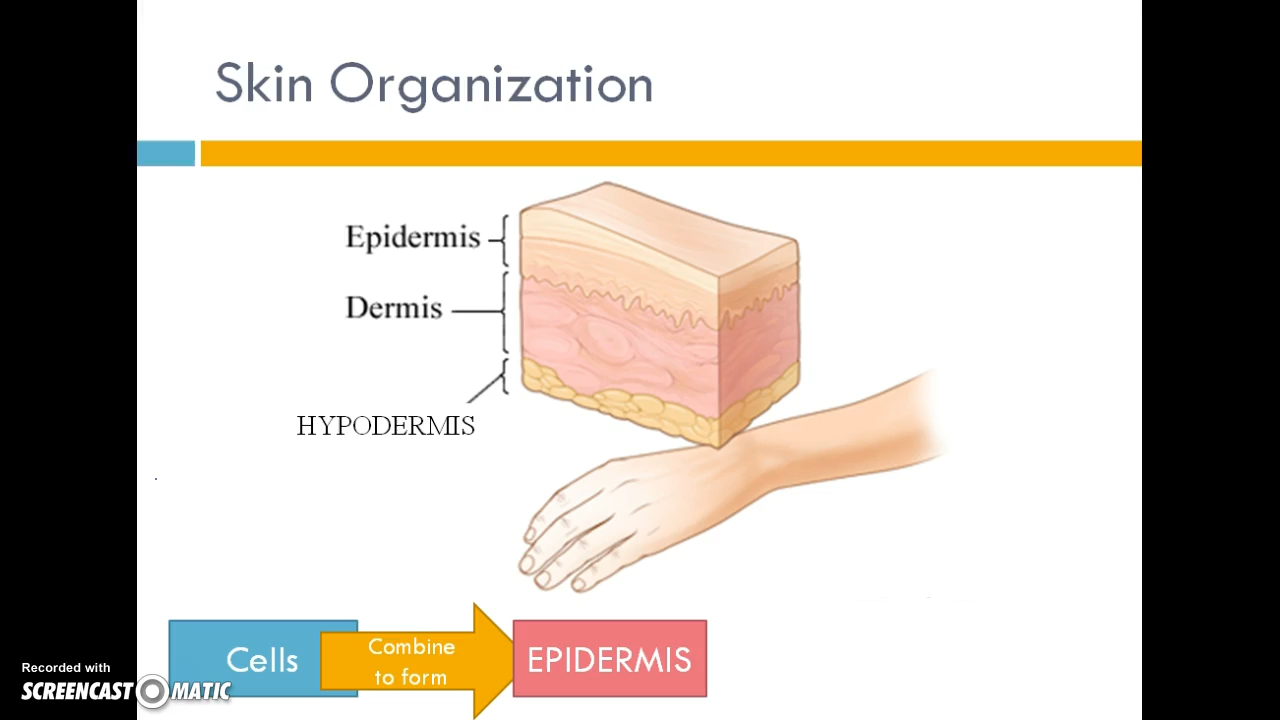 Skin Organization
Epidermis
Dermis
HYPODERMIS
Cells
Combine
to form
EPIDERMIS
Recorded with
SCREENCAST MATIC